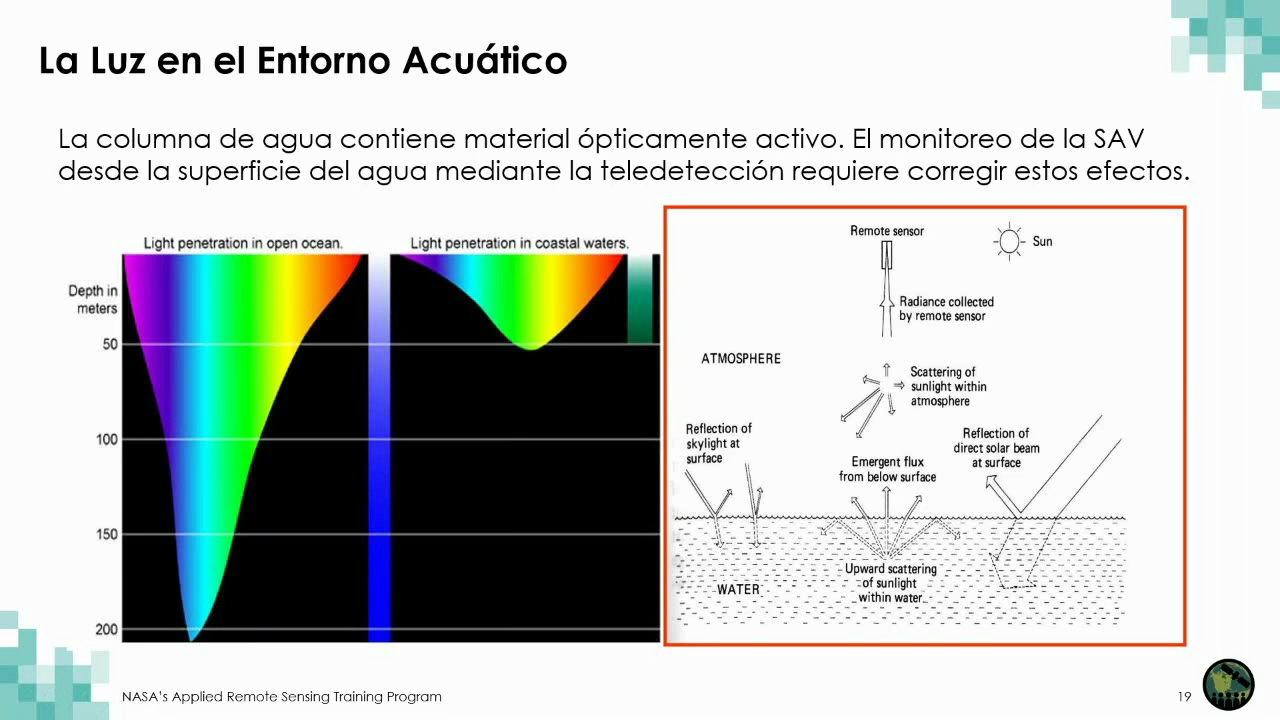 La Luz en el Entorno Acuático
La columna de agua contiene material ópticamente activo. El monitoreo de la SAV
desde la superficie del agua mediante la teledetección requiere corregir estos efectos.
Light penetration in open ocean.
Light penetration in coastal waters.
Depth in
meters
50
100
150
200
Remote sensor
Sun
Radiance collected
by remote sensor
ATMOSPHERE
Scattering of
sunlight within
atmosphere
Reflection of
skylight at
surface
Emergent flux
from below surface
Reflection of
direct solar beam
at surface
Upward scattering
of sunlight
within water
WATER
NASA's Applied Remote Sensing Training Program
19